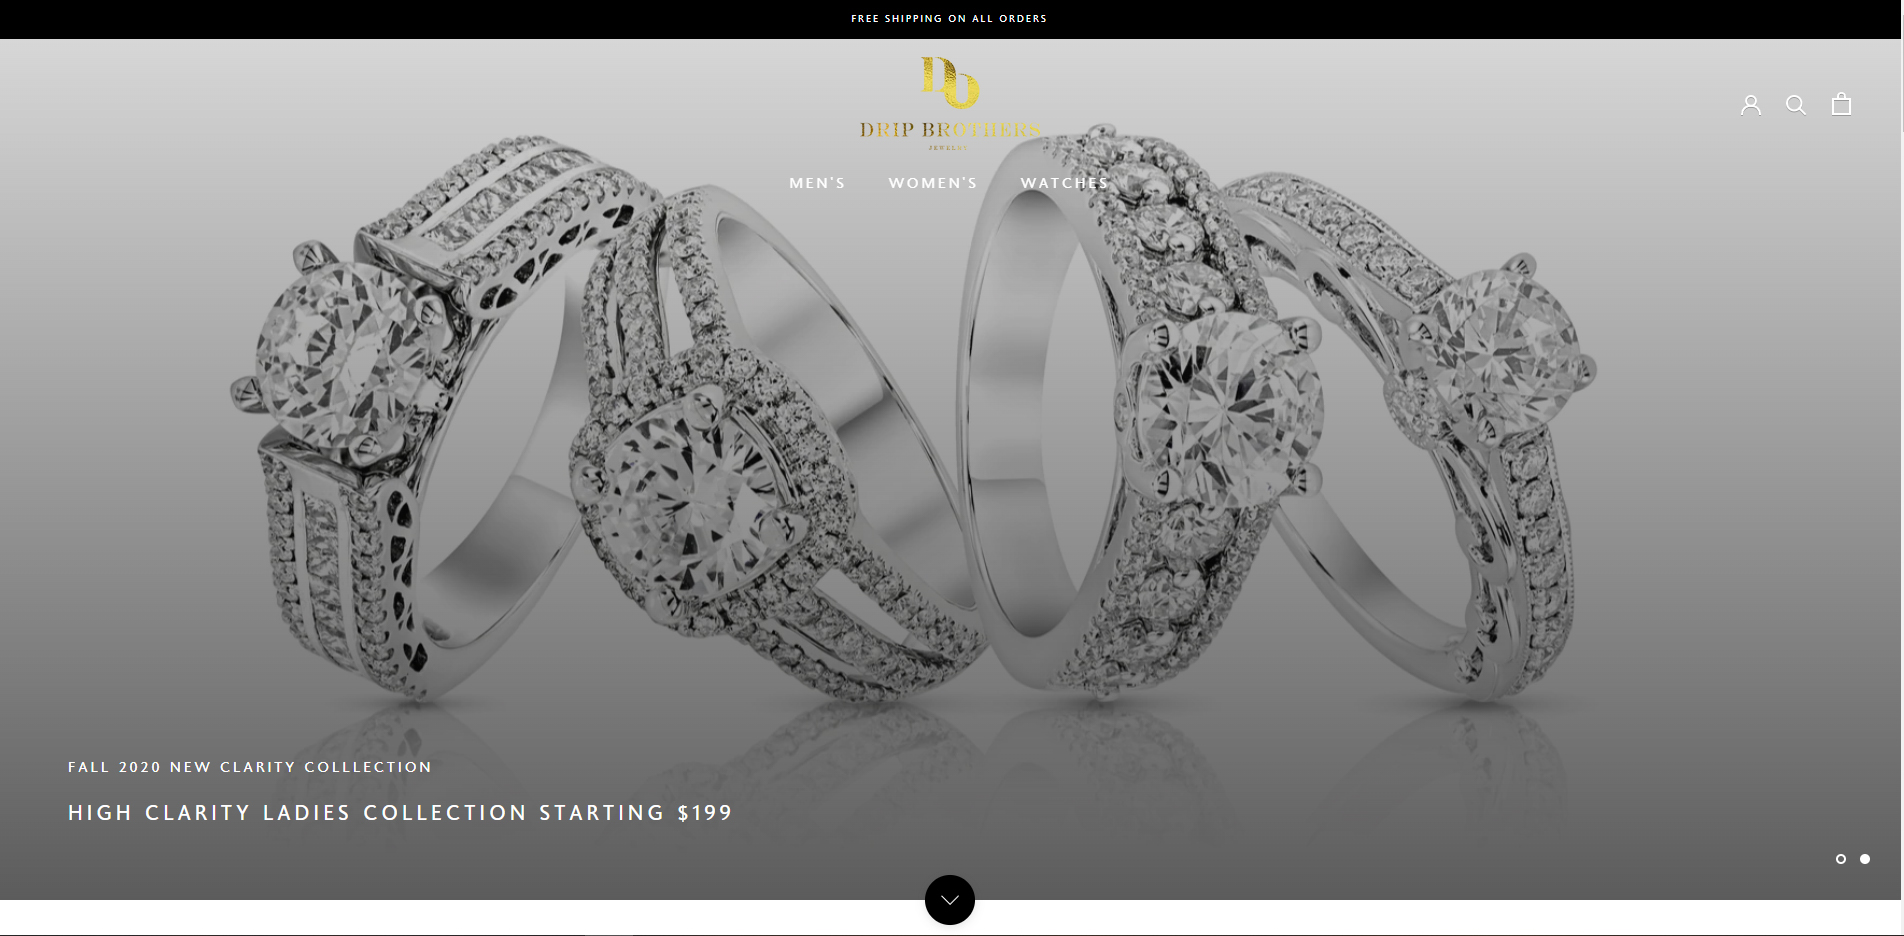 FREE SHIPPING ON ALL ORDERS
DRIP BROTHERS
JEWELRY
MEN'S WOMEN'S WATCHES
FALL 2020 NEW CLARITY COLLLECTION
HIGH CLARITY LADIES COLLECTION STARTING $199